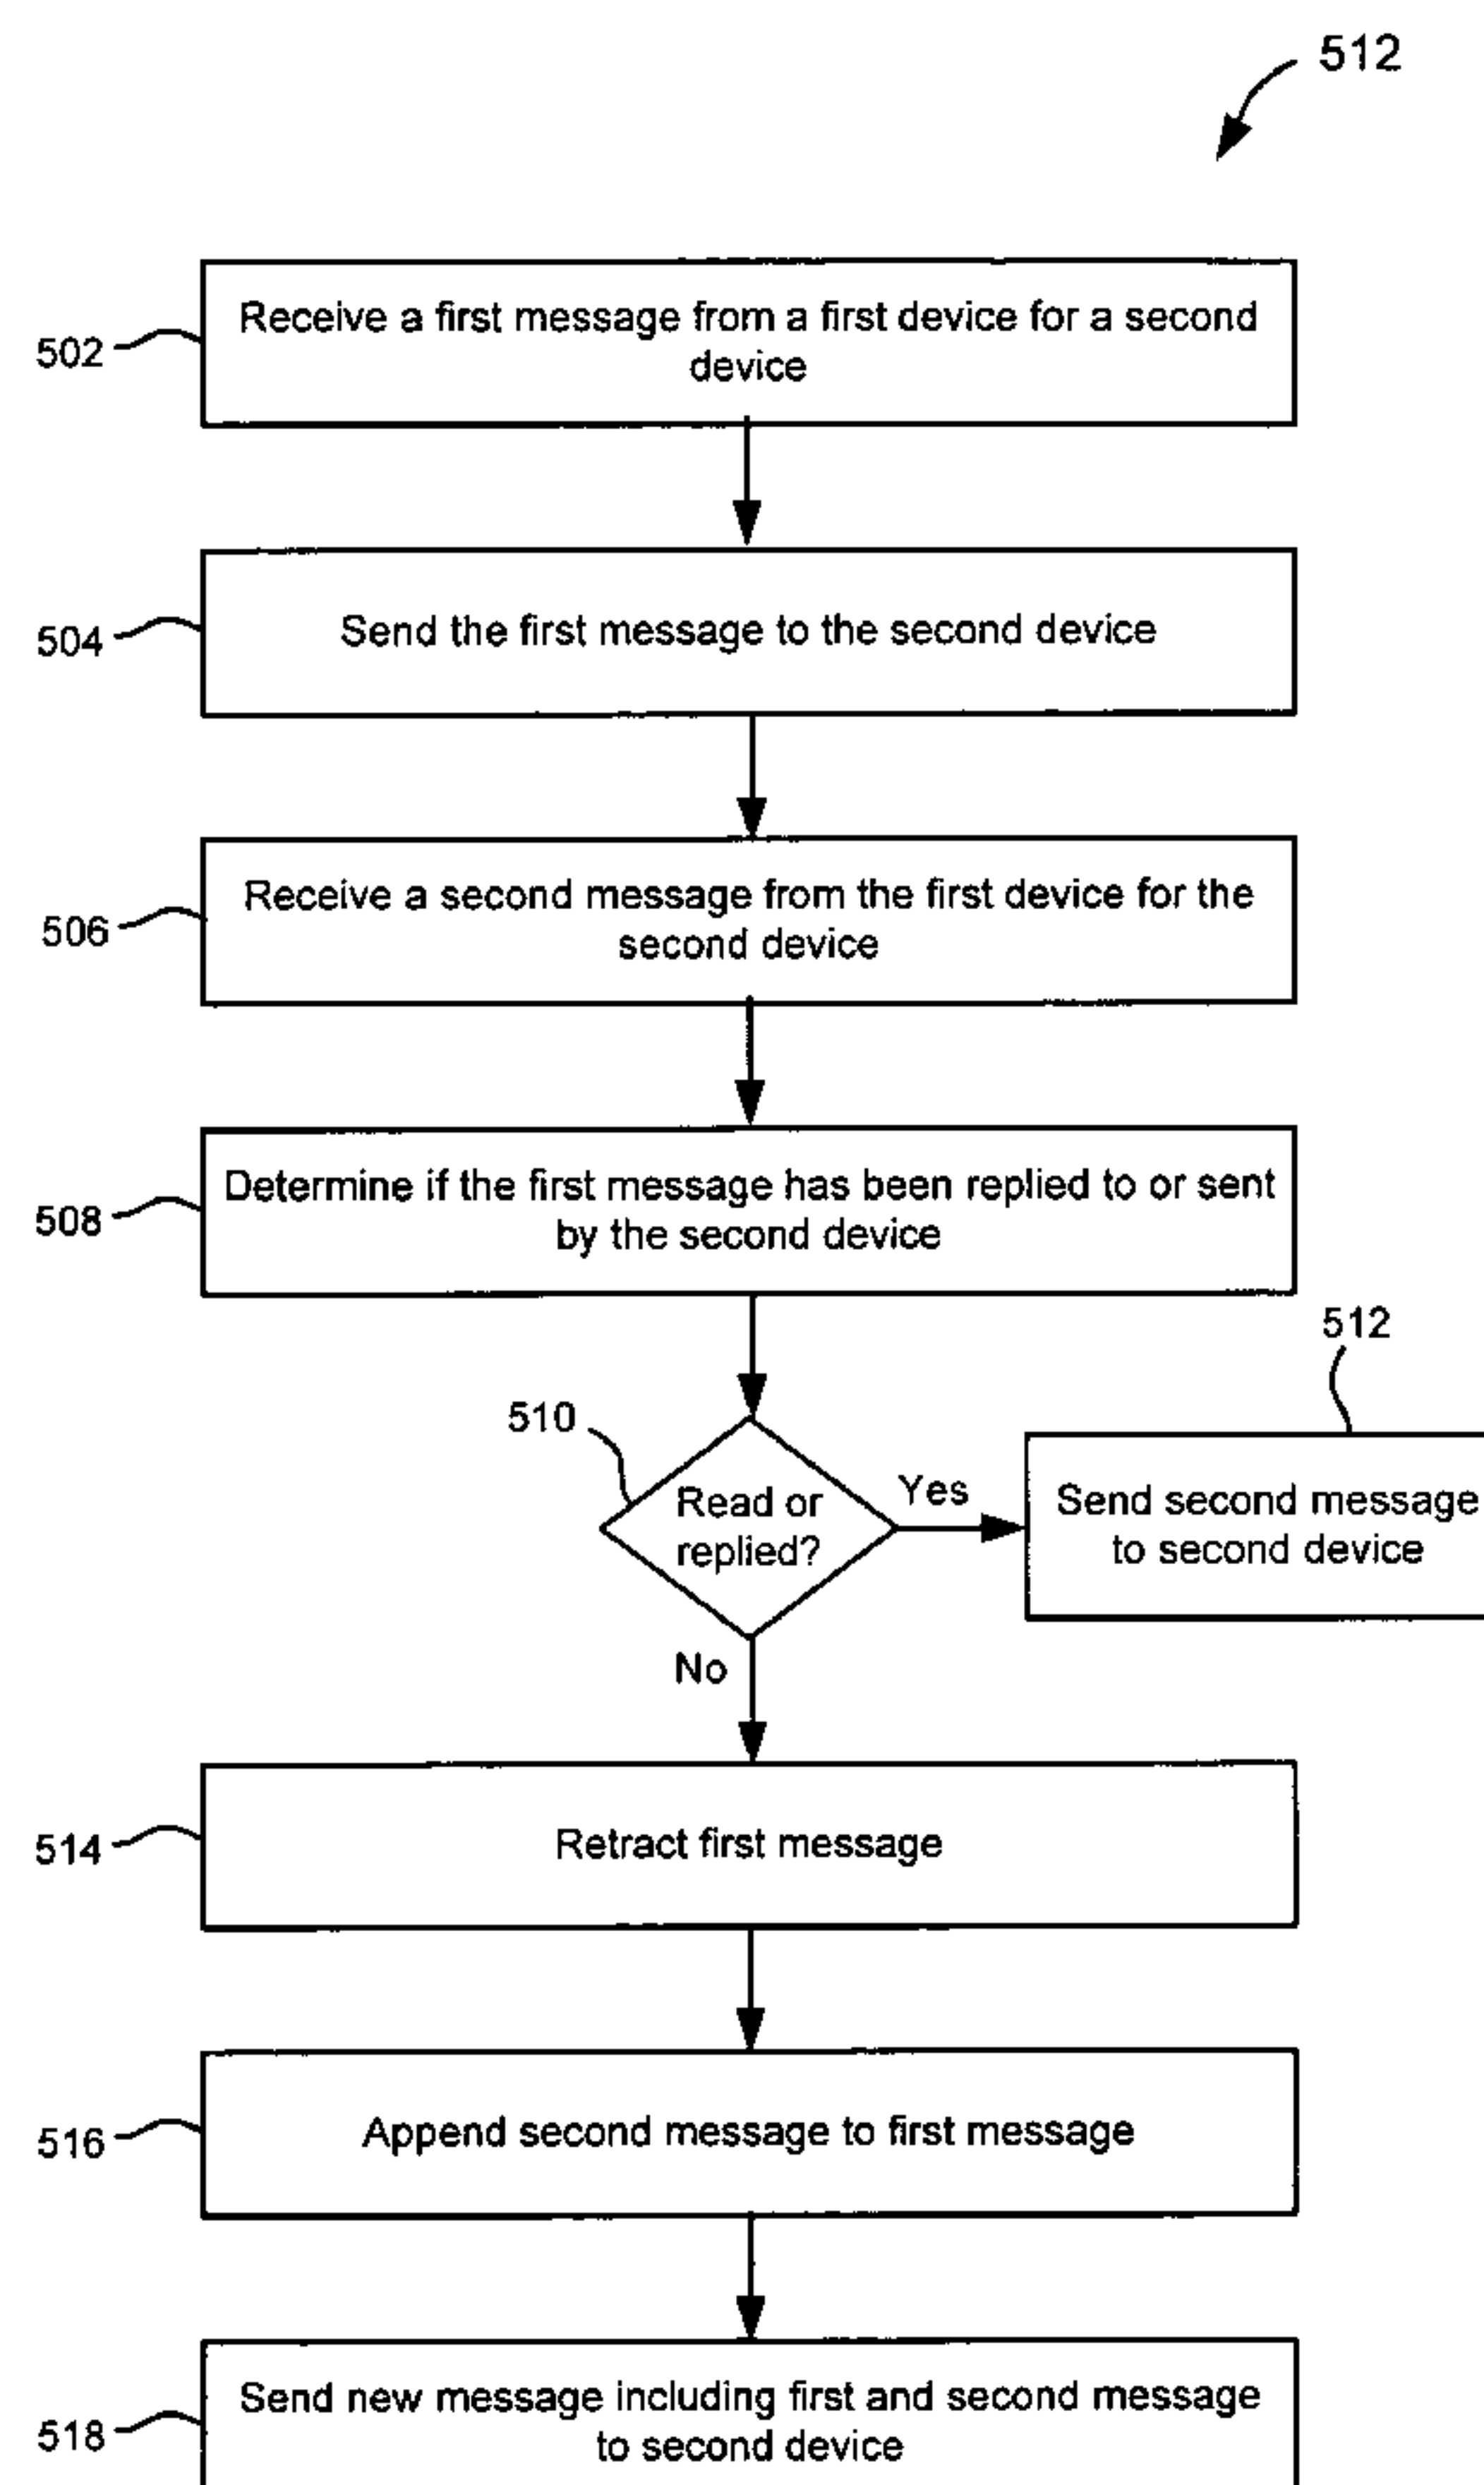 512
Receive a first message from a first device for a second
device
502
Send the first message to the second device
504
Receive a second message from the first device for the
second device
506
Determine if the first message has been replied to or sent
by the second device
508
512
510
Read or
replied?
Yes
Send second message
to second device
No
Retract first message
514
Append second message to first message
516
Send new message including first and second message
to second device
518